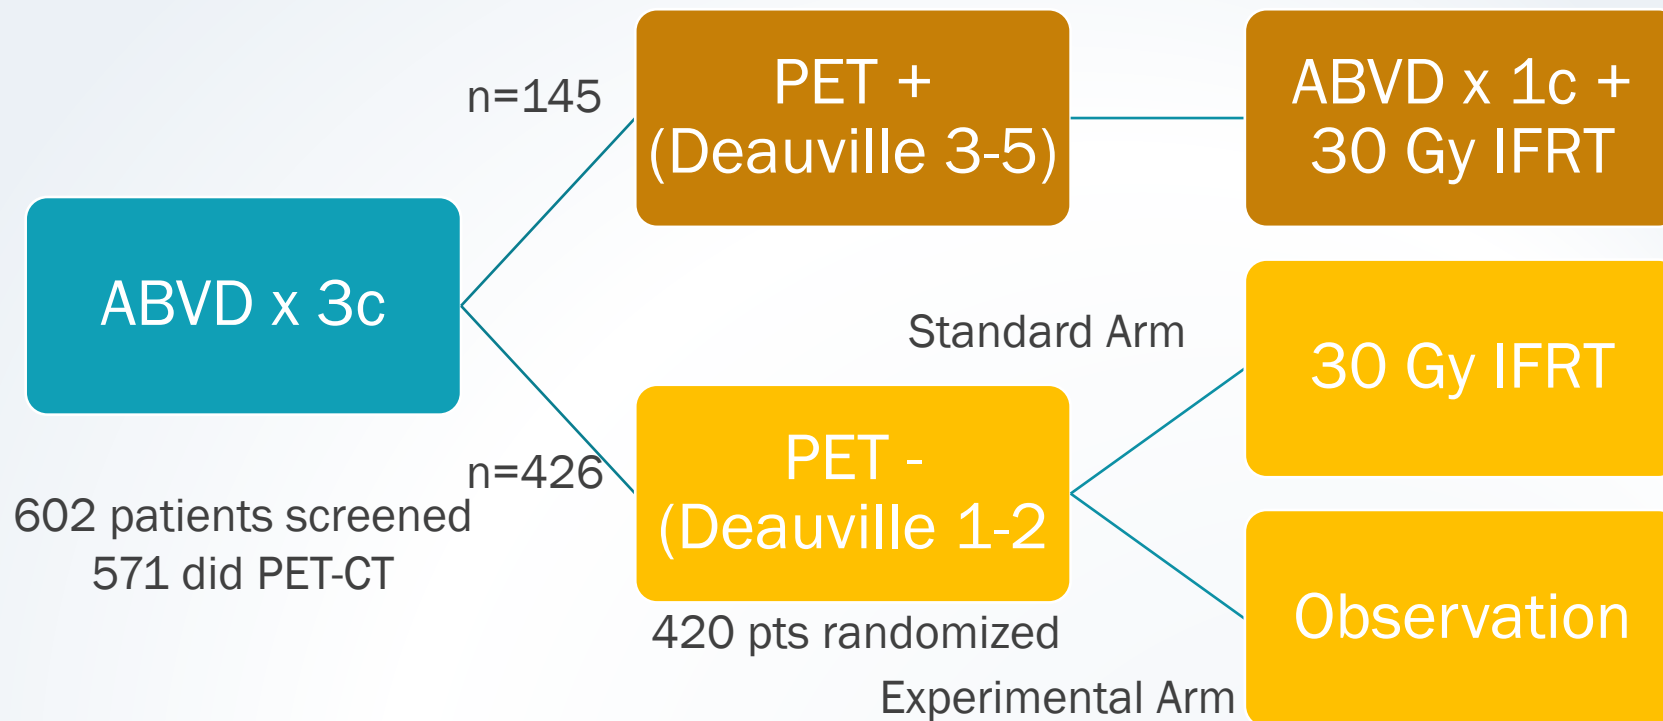 ABVD x 3c
602 patients screened
571 did PET-CT
n=145
PET +
(Deauville 3-5)
ABVD x 1c +
30 Gy IFRT
n=426
PET -
(Deauville 1-2
420 pts randomized
Standard Arm
30 Gy IFRT
Experimental Arm
Observation